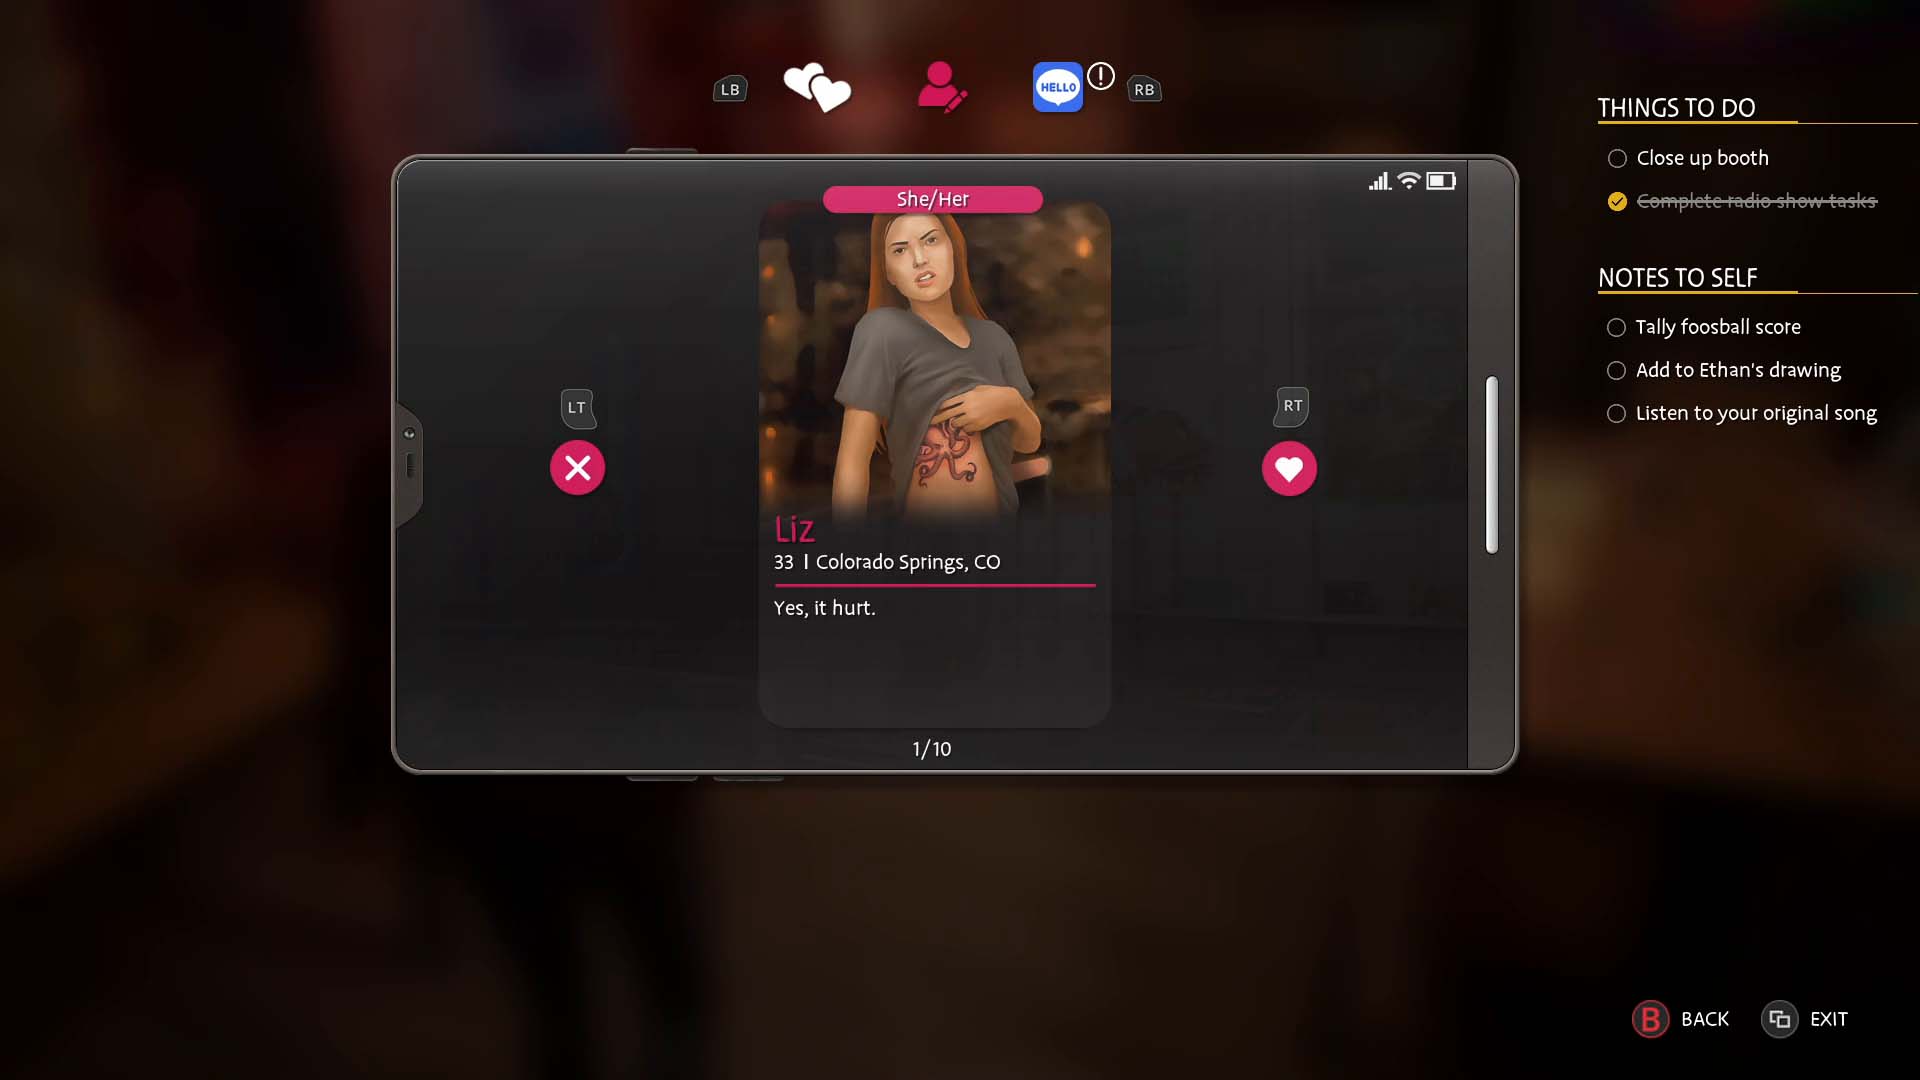 LB
HELLO
!
RB
She/Her
LT
RT
Liz
33 | Colorado Springs, CO
Yes, it hurt.
1/10
THINGS TO DO
Close up booth
Complete radio show tasks
NOTES TO SELF
Tally foosball score
Add to Ethan's drawing
Listen to your original song
B BACK
EXIT